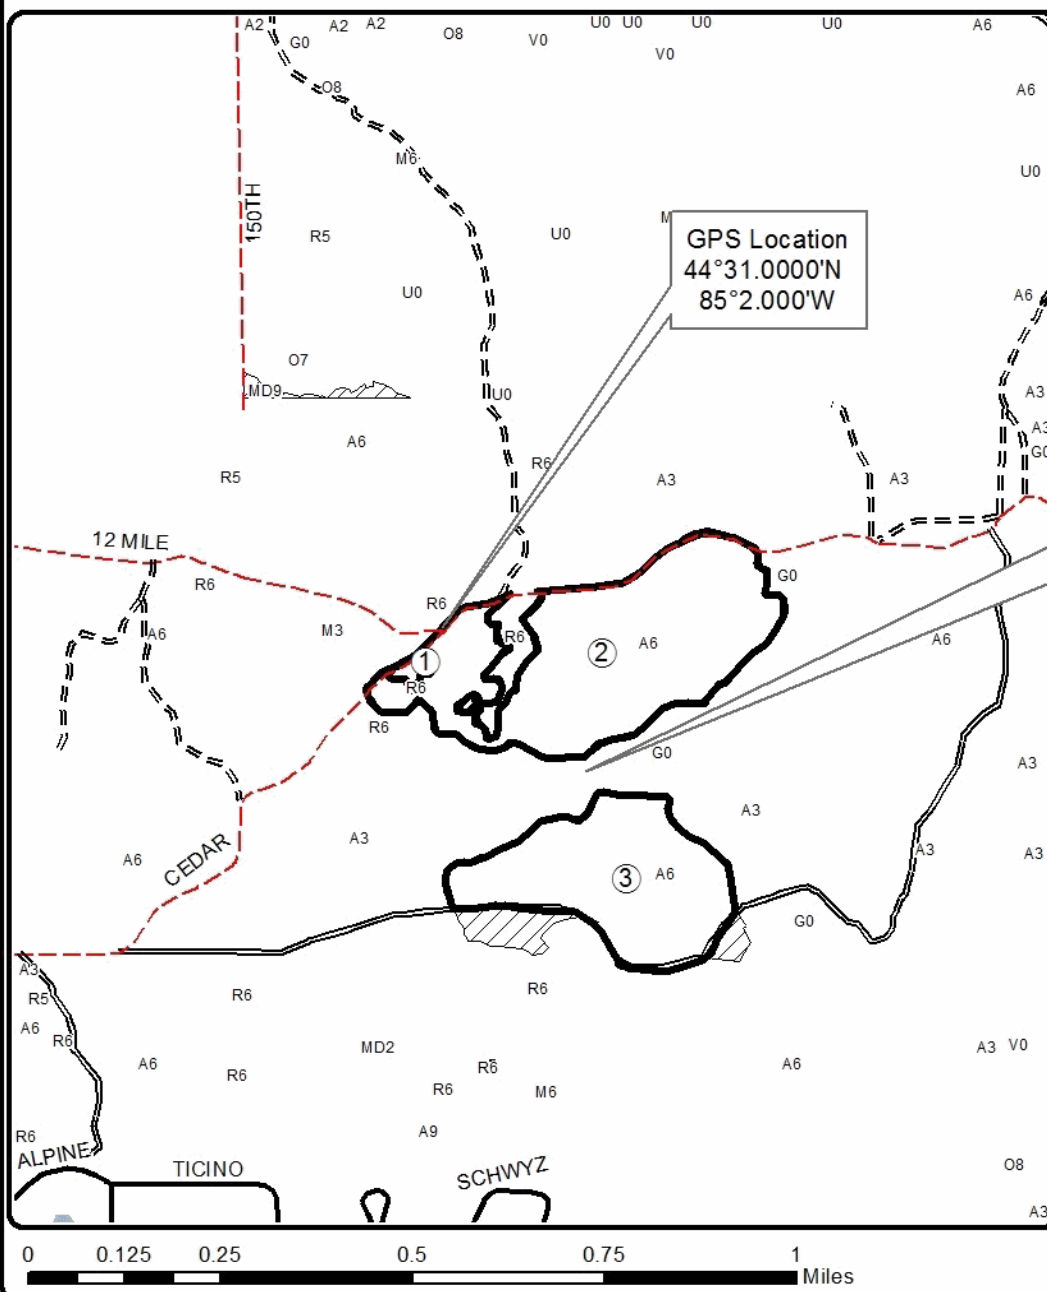 A2
A2
A2
O8
U0
U0
U0
U0
A6
G0
V0
V0
O8
A6
M6
U0
150TH
R5
U0
GPS Location
44°31.0000'N
85°2.000'W
U0
A6
O7
MD9
U0
A3
A6
A3
R5
R6
A3
A3
12 MILE
R6
G0
R6
A6
M3
R6
1
2
A6
A6
R6
R6
G0
A3
A3
A3
A6
CEDAR
A3
A3
3
A6
G0
A3
R5
R6
R6
A6
R6
MD2
A3
V0
A6
R6
R6
A6
R6
M6
A9
R6
ALPINE
TICINO
SCHWYZ
O8
A3
0
0.125
0.25
0.5
0.75
1
Miles